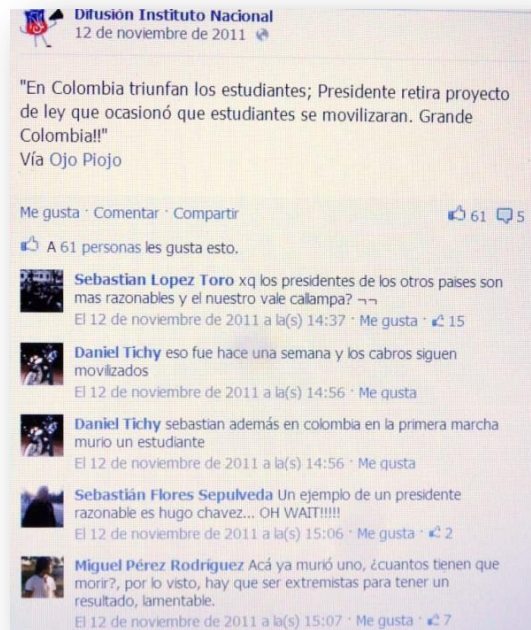 Difusión Instituto Nacional
12 de noviembre de 2011
"En Colombia triunfan los estudiantes; Presidente retira proyecto
de ley que ocasionó que estudiantes se movilizaran. Grande
Colombia!!"
Vía Ojo Piojo
Me gusta · Comentar · Compartir 61 5
A 61 personas les gusta esto.
Sebastian Lopez Toro xq los presidentes de los otros paises son
mas razonables y el nuestro vale callampa? ¬¬
El 12 de noviembre de 2011 a la(s) 14:37 · Me gusta · 15
Daniel Tichy eso fue hace una semana y los cabros siguen
movilizados
El 12 de noviembre de 2011 a la(s) 14:56 · Me gusta
Daniel Tichy sebastian además en colombia en la primera marcha
murio un estudiante
El 12 de noviembre de 2011 a la(s) 14:56 · Me gusta
Sebastián Flores Sepulveda Un ejemplo de un presidente
razonable es hugo chavez... OH WAIT!!!!!
El 12 de noviembre de 2011 a la(s) 15:06 · Me gusta · 2
Miguel Pérez Rodríguez Acá ya murió uno, ¿cuantos tienen que
morir?, por lo visto, hay que ser extremistas para tener un
resultado, lamentable.
El 12 de noviembre de 2011 a la(s) 15:07 · Me gusta · 7